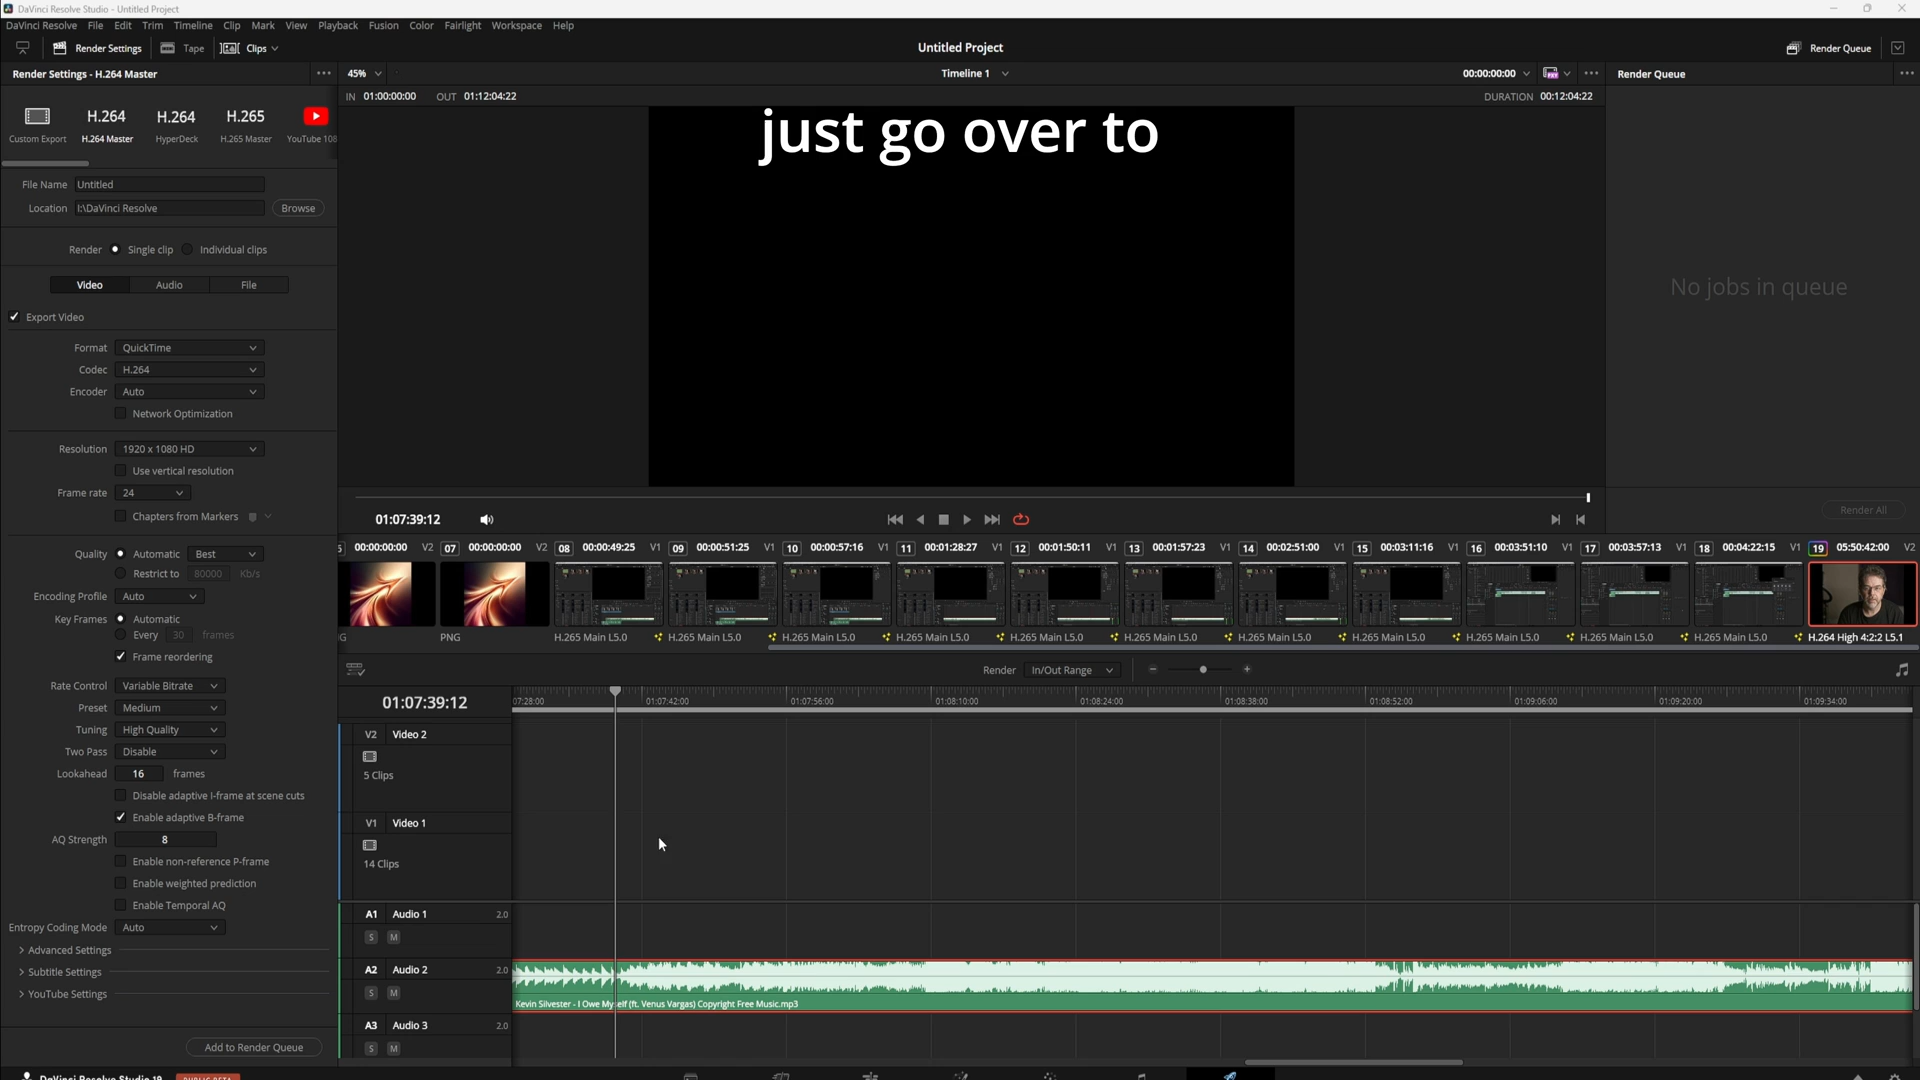 DaVinci Resolve Studio - Untitled Project
DaVinci Resolve File Edit Trim Timeline Clip Mark View Playback Fusion Color Fairlight Workspace Help
Render Settings Tape Clips Untitled Project Render Queue
Render Settings - H.264 Master 45% Timeline 1 00:00:00:00 Render Queue
IN 01:00:00:00 OUT 01:12:04:22 DURATION 00:12:04:22
H.264 H.264 H.265
Custom Export H.264 Master HyperDeck H.265 Master YouTube 108
just go over to
File Name Untitled
Location I:\DaVinci Resolve Browse
Render Single clip Individual clips
Video Audio File
No jobs in queue
Export Video
Format QuickTime
Codec H.264
Encoder Auto
Network Optimization
Resolution 1920 x 1080 HD
Use vertical resolution
Frame rate 24
Chapters from Markers
Render All
01:07:39:12
Quality Automatic Best
Restrict to 80000 Kb/s
Encoding Profile Auto
Key Frames Automatic
Every 30 frames
Frame reordering
Rate Control Variable Bitrate
Preset Medium
Tuning High Quality
Two Pass Disable
Lookahead 16 frames
Disable adaptive I-frame at scene cuts
Enable adaptive B-frame
AQ Strength 8
Enable non-reference P-frame
Enable weighted prediction
Enable Temporal AQ
Entropy Coding Mode Auto
Advanced Settings
Subtitle Settings
YouTube Settings
Add to Render Queue
00:00:00:00 V2 07 00:00:00:00 V2 08 00:00:49:25 V1 09 00:00:51:25 V1 10 00:00:57:16 V1 11 00:01:28:27 V1 12 00:01:50:11 V1 13 00:01:57:23 V1 14 00:02:51:00 V1 15 00:03:11:16 V1 16 00:03:51:10 V1 17 00:03:57:13 V1 18 00:04:22:15 V1 19 05:50:42:00 V2
PNG H.265 Main L5.0 H.265 Main L5.0 H.265 Main L5.0 H.265 Main L5.0 H.265 Main L5.0 H.265 Main L5.0 H.265 Main L5.0 H.265 Main L5.0 H.265 Main L5.0 H.265 Main L5.0 H.265 Main L5.0 H.264 High 4:2:2 L5.1
Render In/Out Range
01:07:39:12 07:28:00 01:07:42:00 01:07:56:00 01:08:10:00 01:08:24:00 01:08:38:00 01:08:52:00 01:09:06:00 01:09:20:00 01:09:34:00
V2 Video 2
5 Clips
V1 Video 1
14 Clips
A1 Audio 1 2.0
S M
A2 Audio 2 2.0
S M
Kevin Silvester - I Owe Myself (ft. Venus Vargas) Copyright Free Music.mp3
A3 Audio 3 2.0
S M
DaVinci Resolve Studio 19 PUBLIC BETA